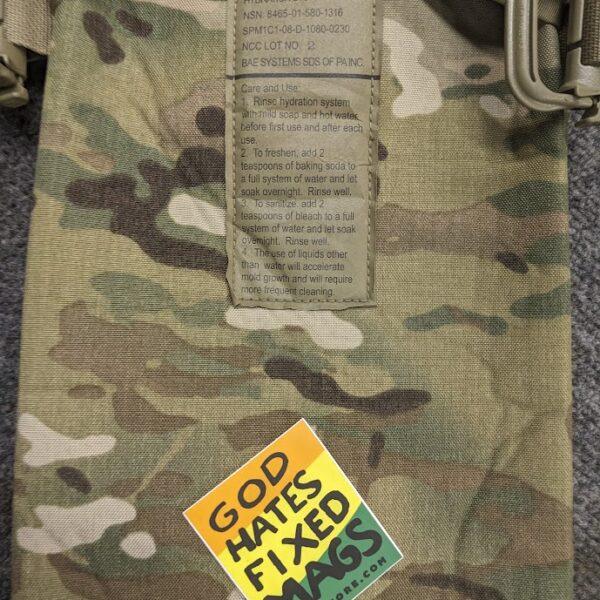 NSN: 8465-01-580-1316
SPM1C1-08-D-1080-0230
NCC LOT NO. 2
BAE SYSTEMS SDS OF PA INC.
Care and Use:
1. Rinse hydration system
with mild soap and hot water
before first use and after each
use.
2. To freshen, add 2
teaspoons of baking soda to
a full system of water and let
soak overnight. Rinse well.
3. To sanitize, add 2
teaspoons of bleach to a full
system of water and let soak
overnight. Rinse well.
4. The use of liquids other
than water will accelerate
mold growth and will require
more frequent cleaning.
GOD
HATES
FIXED
MAGS